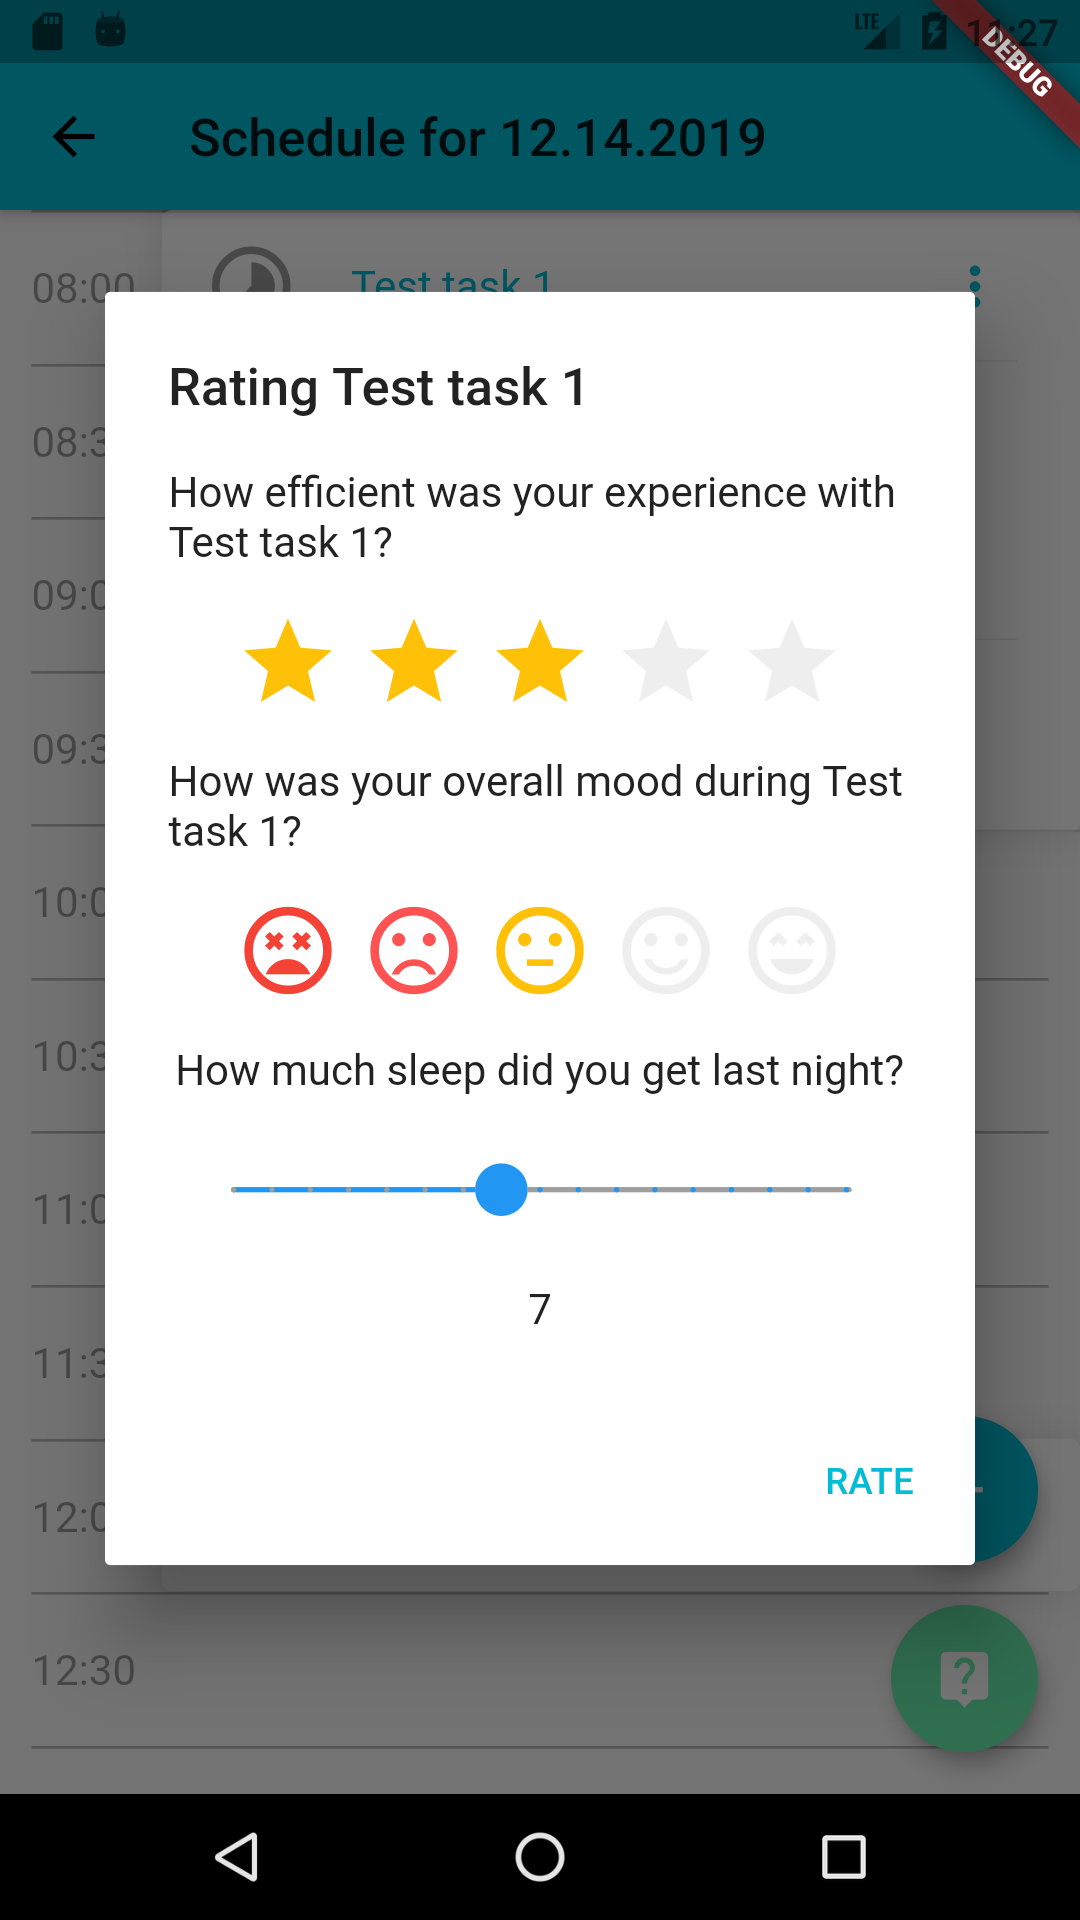 LTE
11:27
DEBUG
Schedule for 12.14.2019
08:00
Test task 1
Rating Test task 1
08:3
How efficient was your experience with
Test task 1?
09:0
09:3
How was your overall mood during Test
task 1?
10:0
10:3
How much sleep did you get last night?
11:0
7
11:3
RATE
12:0
12:30
?